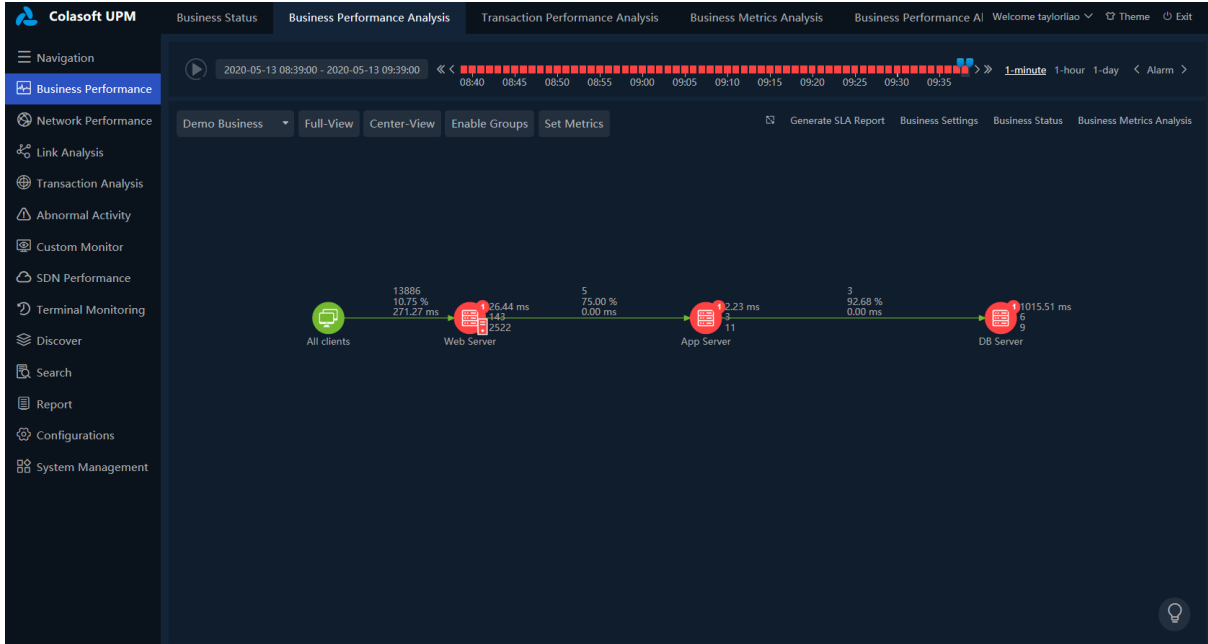 Colasoft UPM
Business Status
Business Performance Analysis
Transaction Performance Analysis
Business Metrics Analysis
Business Performance Al
Welcome taylorliao
Theme
Exit
Navigation
Business Performance
Network Performance
Link Analysis
Transaction Analysis
Abnormal Activity
Custom Monitor
SDN Performance
Terminal Monitoring
Discover
Search
Report
Configurations
System Management
2020-05-13 08:39:00 - 2020-05-13 09:39:00
08:40 08:45 08:50 08:55 09:00 09:05 09:10 09:15 09:20 09:25 09:30 09:35
1-minute 1-hour 1-day < Alarm >
Demo Business
Full-View
Center-View
Enable Groups
Set Metrics
Generate SLA Report
Business Settings
Business Status
Business Metrics Analysis
13886
10.75 %
271.27 ms
All clients
1
26.44 ms
143
2522
Web Server
5
75.00 %
0.00 ms
1
2.23 ms
3
11
App Server
3
92.68 %
0.00 ms
1
1015.51 ms
6
9
DB Server